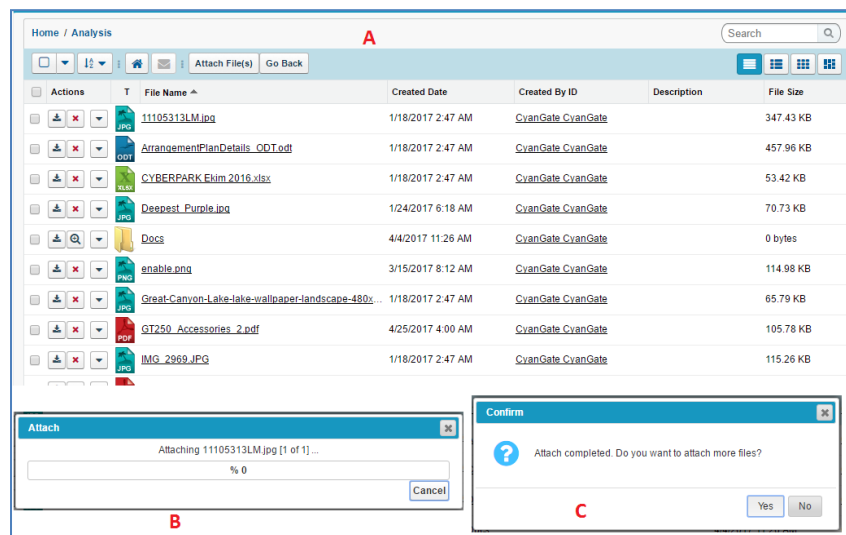 Home / Analysis
A
Search
Attach File(s) Go Back
Actions T File Name Created Date Created By ID Description File Size
JPG 11105313LM.jpg 1/18/2017 2:47 AM CyanGate CyanGate 347.43 KB
ODT ArrangementPlanDetails_ODT.odt 1/18/2017 2:47 AM CyanGate CyanGate 457.96 KB
XLSX CYBERPARK Ekim 2016.xlsx 1/18/2017 2:47 AM CyanGate CyanGate 53.42 KB
JPG Deepest_Purple.jpg 1/24/2017 6:18 AM CyanGate CyanGate 70.73 KB
Docs 4/4/2017 11:26 AM CyanGate CyanGate 0 bytes
PNG enable.png 3/15/2017 8:12 AM CyanGate CyanGate 114.98 KB
JPG Great-Canyon-Lake-lake-wallpaper-landscape-480x... 1/18/2017 2:47 AM CyanGate CyanGate 65.79 KB
PDF GT250_Accessories_2.pdf 4/25/2017 4:00 AM CyanGate CyanGate 105.78 KB
JPG IMG_2969.JPG 1/18/2017 2:47 AM CyanGate CyanGate 115.26 KB
Attach
Attaching 11105313LM.jpg [1 of 1] ...
% 0
Cancel
B
Confirm
Attach completed. Do you want to attach more files?
C
Yes No